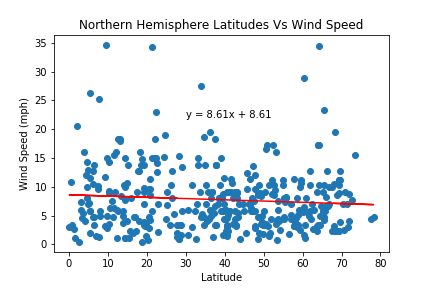 Northern Hemisphere Latitudes Vs Wind Speed
35
30
25
20
15
10
5
0
Wind Speed (mph)
y = 8.61x + 8.61
0 10 20 30 40 50 60 70 80
Latitude